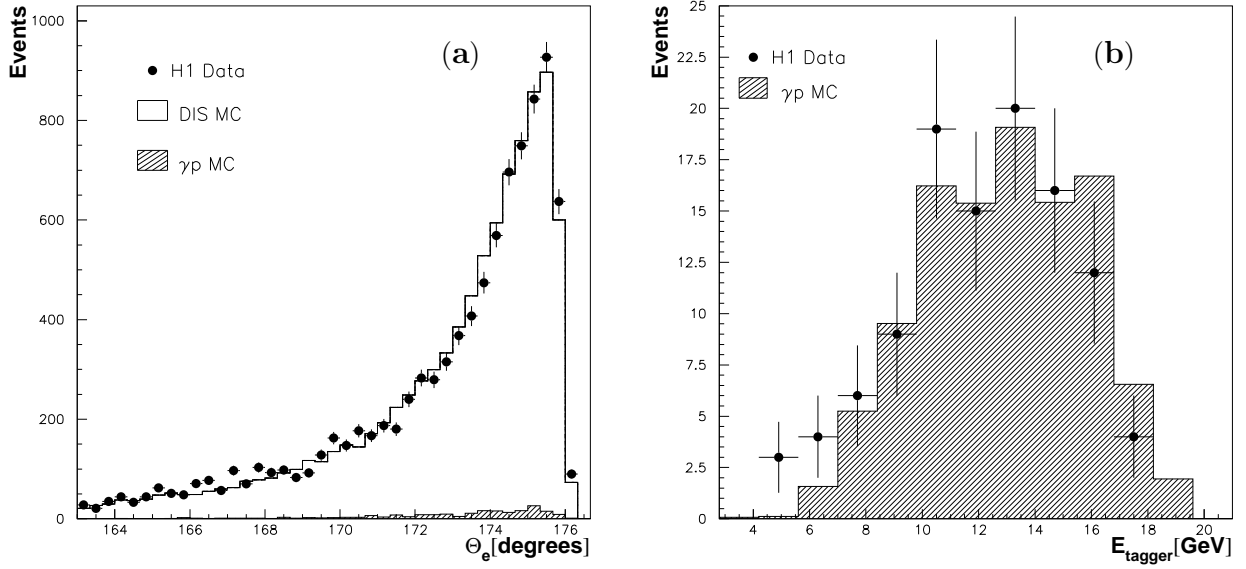 Events
1000
800
600
400
200
0
(a)
H1 Data
DIS MC
γp MC
164 166 168 170 172 174 176
Θe[degrees]
Events
25
22.5
20
17.5
15
12.5
10
7.5
5
2.5
0
(b)
H1 Data
γp MC
4 6 8 10 12 14 16 18 20
Etagger[GeV]